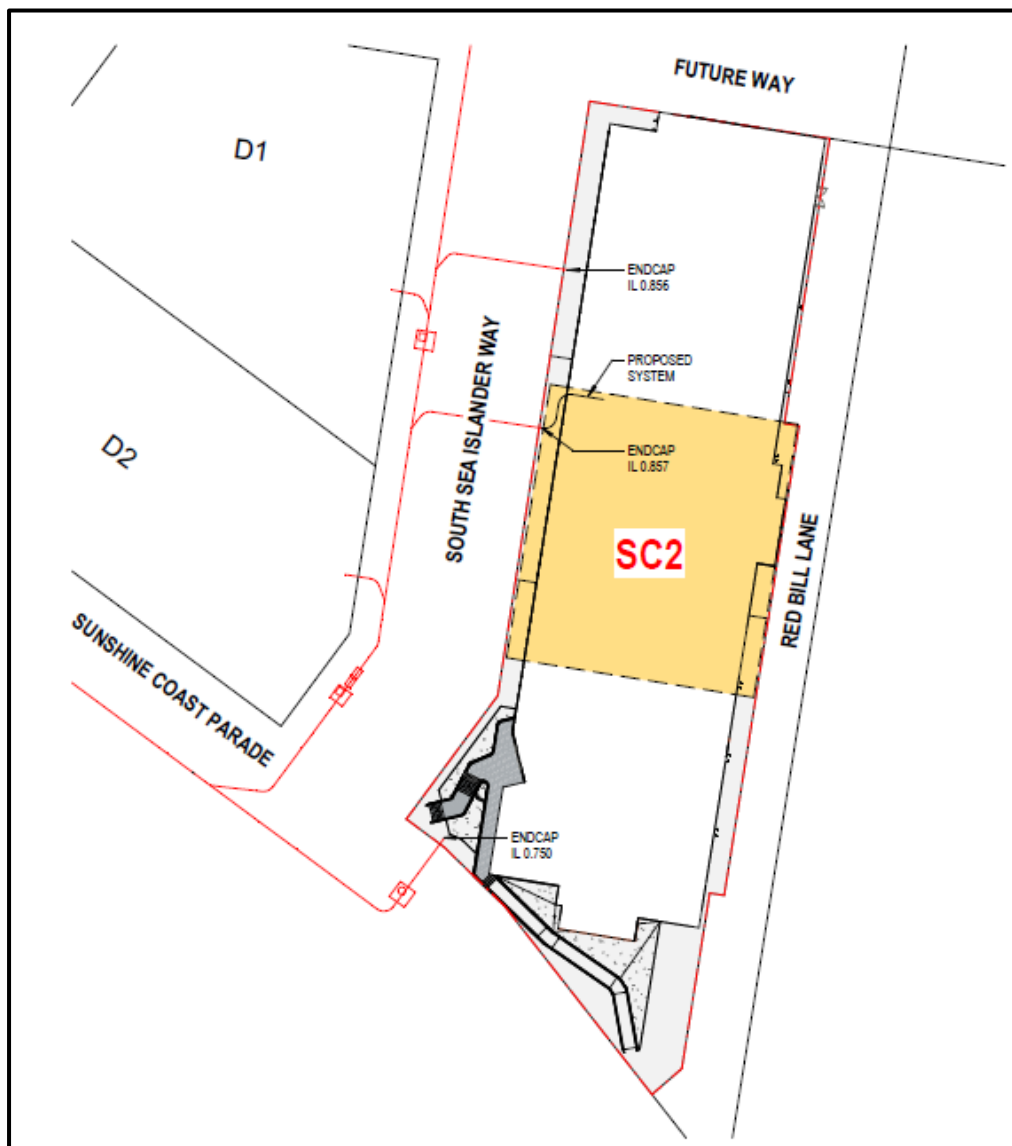 FUTURE WAY
D1
ENDCAP
IL 0.856
SOUTH SEA ISLANDER WAY
PROPOSED
SYSTEM
D2
ENDCAP
IL 0.857
SC2
RED BILL LANE
SUNSHINE COAST PARADE
ENDCAP
IL 0.750